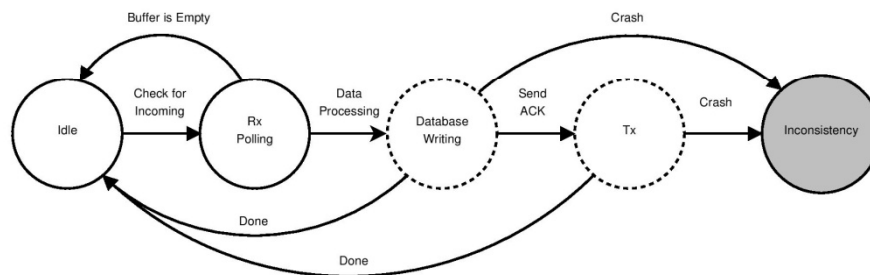 Buffer is Empty
Crash
Check for
Incoming
Data
Processing
Send
ACK
Crash
Idle
Rx
Polling
Database
Writing
Tx
Inconsistency
Done
Done